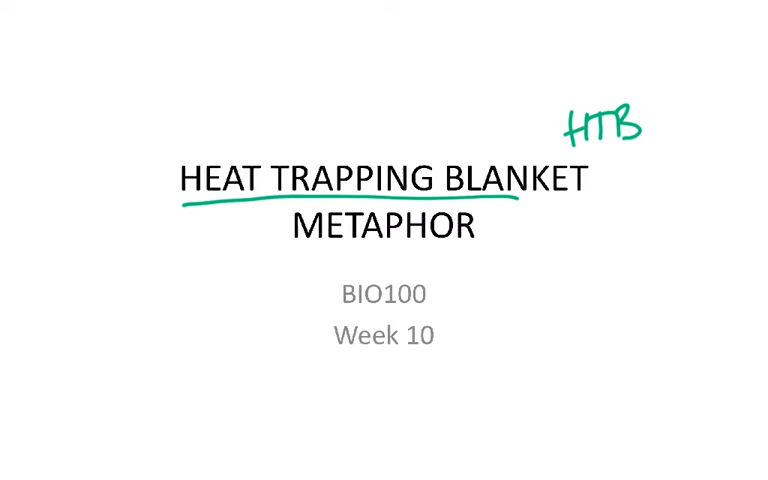 HTB
HEAT TRAPPING BLANKET
METAPHOR
BIO100
Week 10